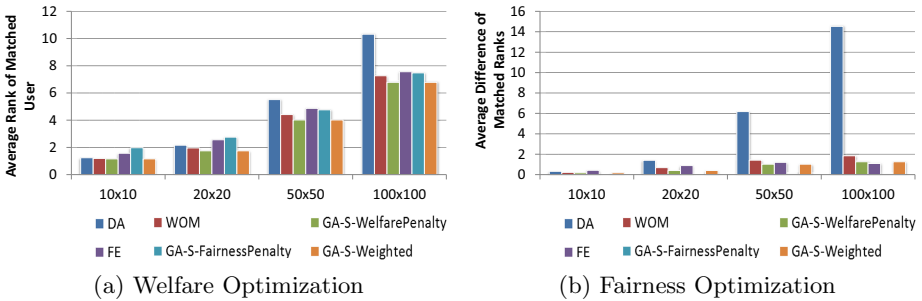 Average Rank of Matched
User
12
10
8
6
4
2
0
10x10 20x20 50x50 100x100
DA WOM GA-S-WelfarePenalty
FE GA-S-FairnessPenalty GA-S-Weighted
(a) Welfare Optimization
Average Difference of
Matched Ranks
16
14
12
10
8
6
4
2
0
10x10 20x20 50x50 100x100
DA WOM GA-S-WelfarePenalty
FE GA-S-FairnessPenalty GA-S-Weighted
(b) Fairness Optimization